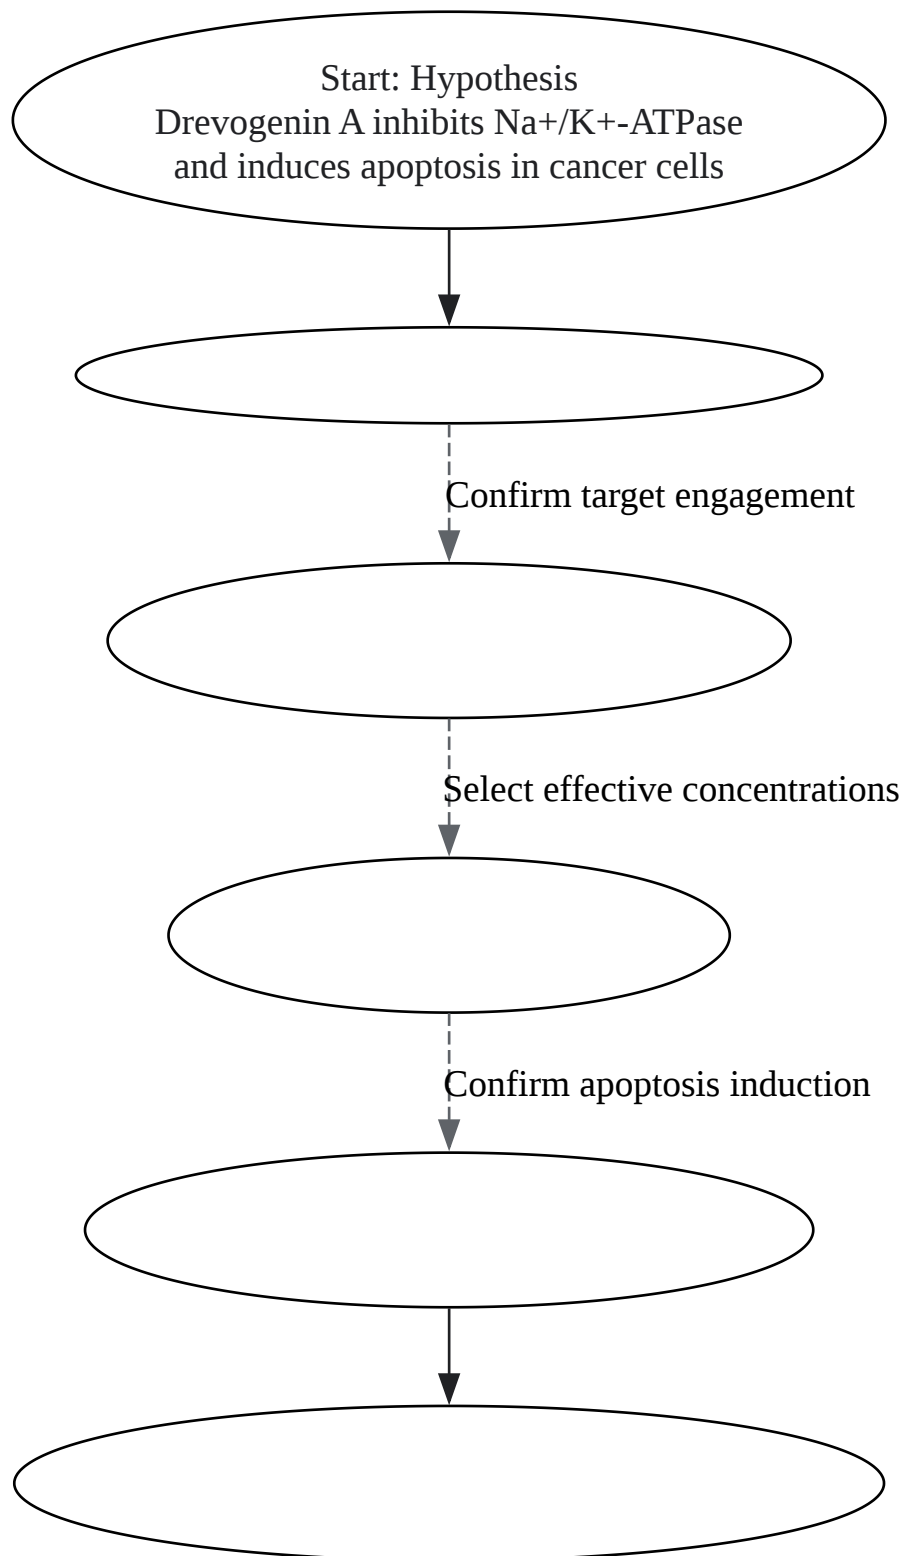 Start: Hypothesis
Drevogenin A inhibits Na+/K+-ATPase
and induces apoptosis in cancer cells
Confirm target engagement
Select effective concentrations
Confirm apoptosis induction